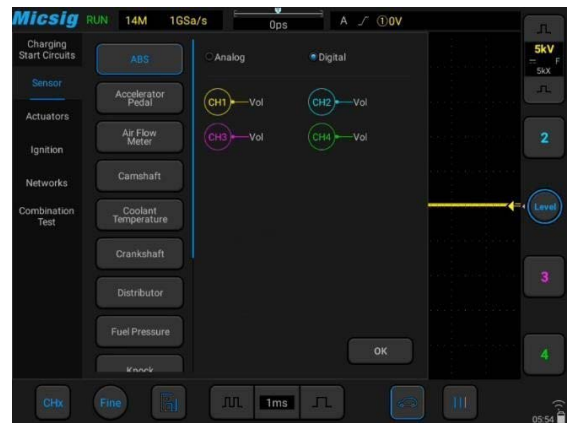 Micsig RUN 14M 1GSa/s 0ps A ①0V
Charging
Start Circuits
Sensor
Actuators
Ignition
Networks
Combination
Test
ABS
Accelerator
Pedal
Air Flow
Meter
Camshaft
Coolant
Temperature
Crankshaft
Distributor
Fuel Pressure
Knock
Analog Digital
CH1 Vol CH2 Vol
CH3 Vol CH4 Vol
OK
5kV
F
5kX
2
Level
3
4
CHx Fine 1ms
05:54